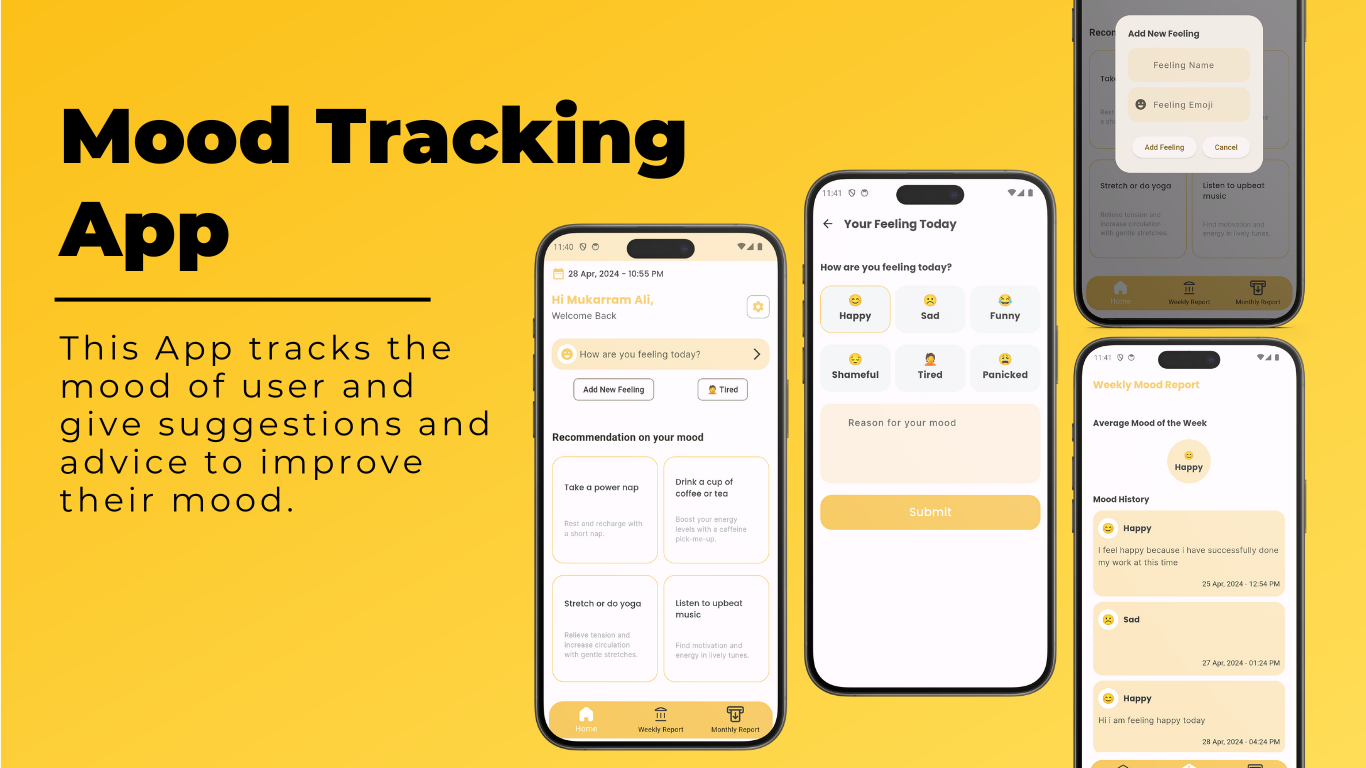 Mood Tracking
App
This App tracks the
mood of user and
give suggestions and
advice to improve
their mood.
11:40
28 Apr, 2024 - 10:55 PM
Hi Mukarram Ali,
Welcome Back
How are you feeling today?
Add New Feeling
Tired
Recommendation on your mood
Take a power nap
Rest and recharge with
a short nap.
Drink a cup of
coffee or tea
Boost your energy
levels with a caffeine
pick-me-up.
Stretch or do yoga
Relieve tension and
increase circulation
with gentle stretches.
Listen to upbeat
music
Find motivation and
energy in lively tunes.
Home
Weekly Report
Monthly Report
11:41
Your Feeling Today
How are you feeling today?
Happy
Sad
Funny
Shameful
Tired
Panicked
Reason for your mood
Submit
Recom
Add New Feeling
Feeling Name
Feeling Emoji
Add Feeling
Cancel
Take
Rest
a sho
Stretch or do yoga
Relieve tension and
increase circulation
with gentle stretches.
Listen to upbeat
music
Find motivation and
energy in lively tunes.
Home
Weekly Report
Monthly Report
11:41
Weekly Mood Report
Average Mood of the Week
Happy
Mood History
Happy
I feel happy because i have successfully done
my work at this time
25 Apr, 2024 - 12:54 PM
Sad
27 Apr, 2024 - 01:24 PM
Happy
Hi i am feeling happy today
28 Apr, 2024 - 04:24 PM